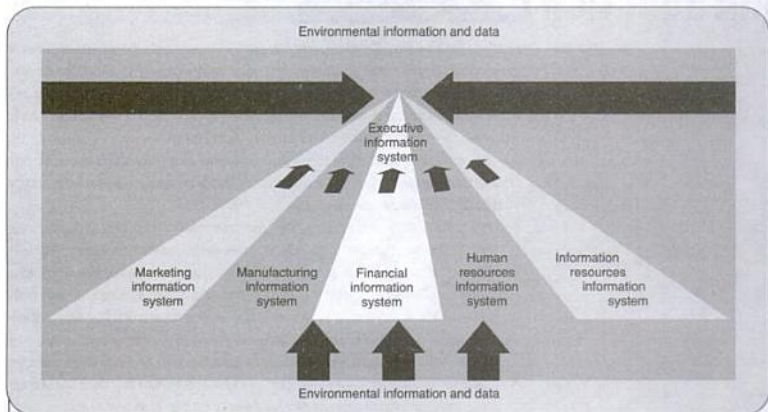 Environmental information and data
Executive
information
system
Marketing
information
system
Manufacturing
information
system
Financial
information
system
Human
resources
information
system
Information
resources
information
system
Environmental information and data